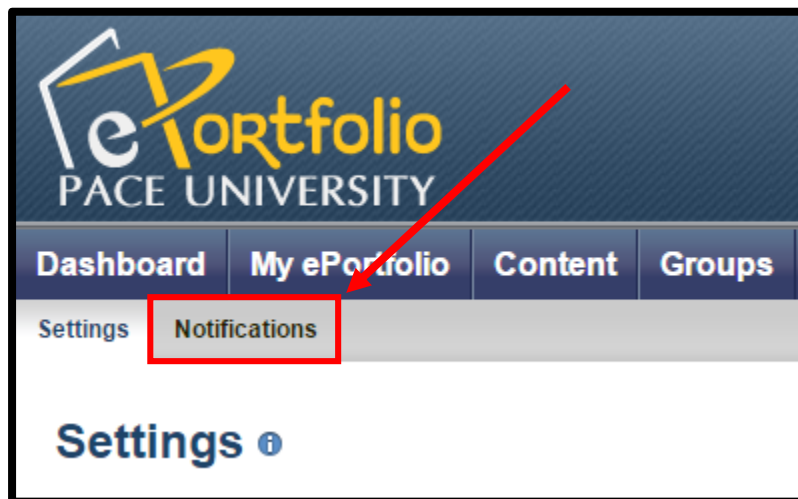 ePortfolio
PACE UNIVERSITY
Dashboard My ePortfolio Content Groups
Settings Notifications
Settings